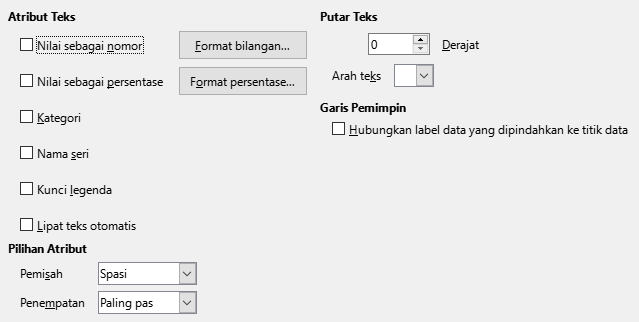 Atribut Teks
Nilai sebagai nomor
Format bilangan...
Nilai sebagai persentase
Format persentase...
Kategori
Nama seri
Kunci legenda
Lipat teks otomatis
Pilihan Atribut
Pemisah
Spasi
Penempatan
Paling pas
Putar Teks
0
Derajat
Arah teks
Garis Pemimpin
Hubungkan label data yang dipindahkan ke titik data